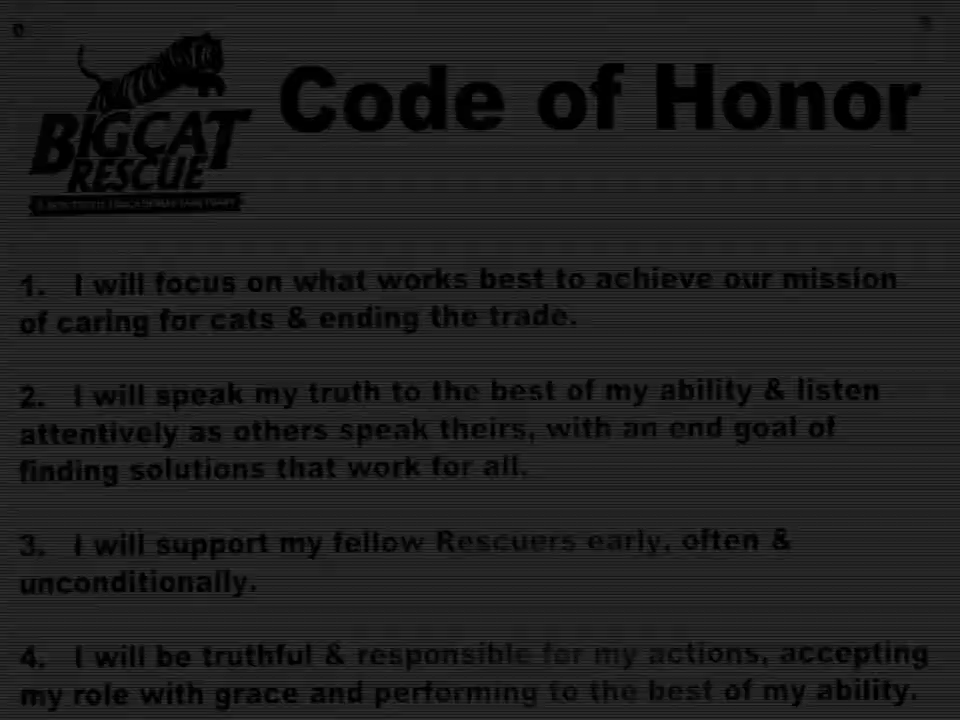 Code of Honor
BIGCAT
RESCUE
1. I will focus on what works best to achieve our mission
of caring for cats & ending the trade.
2. I will speak my truth to the best of my ability & listen
attentively as others speak theirs, with an end goal of
finding solutions that work for all.
3. I will support my fellow Rescuers early, often &
unconditionally.
4. I will be truthful & responsible for my actions, accepting
my role with grace and performing to the best of my ability.